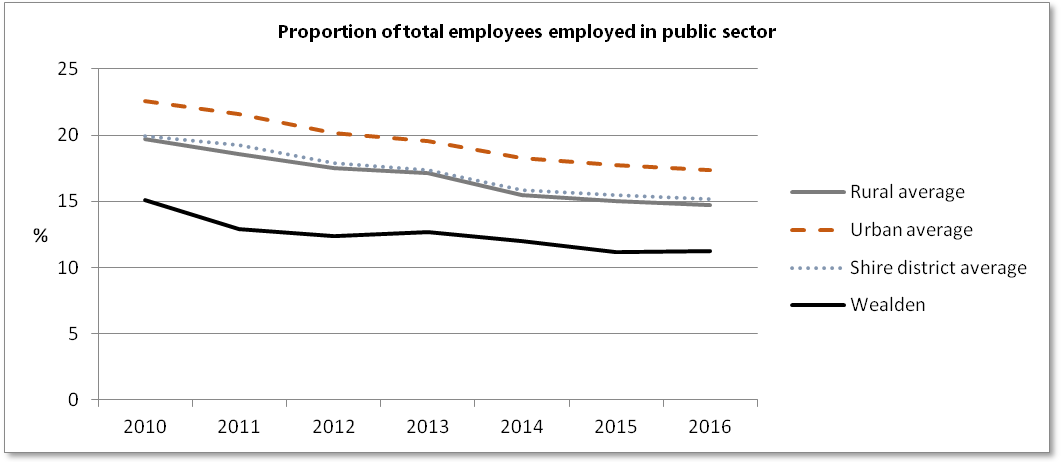 Proportion of total employees employed in public sector
25
20
15
10
5
0
%
2010 2011 2012 2013 2014 2015 2016
Rural average
Urban average
Shire district average
Wealden